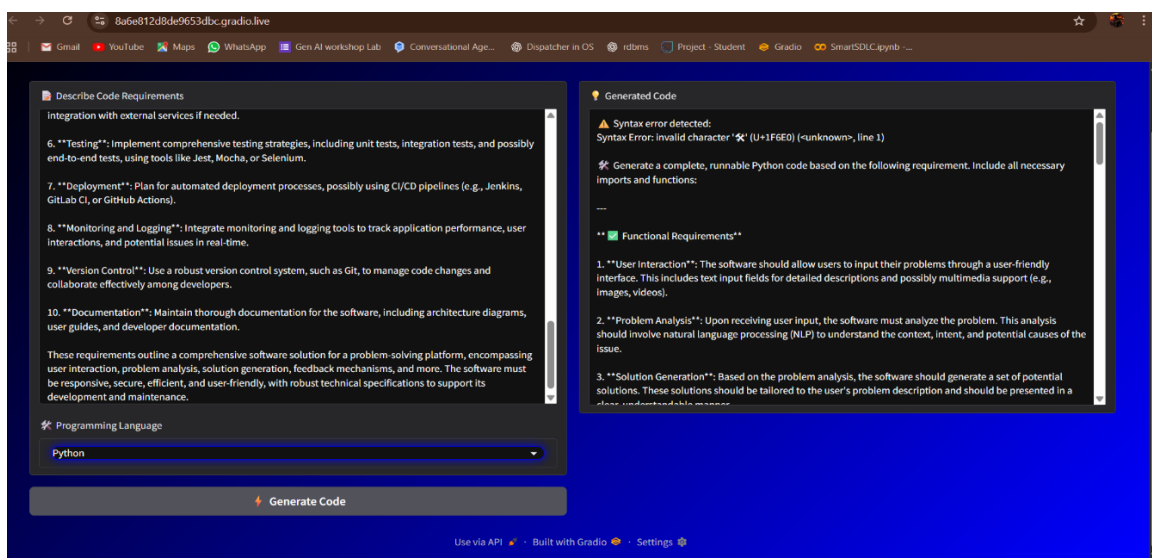 8a6e812d8de9653dbc.gradio.live
Gmail YouTube Maps WhatsApp Gen AI workshop Lab Conversational Age... Dispatcher in OS rdbms Project - Student Gradio SmartSDLC.ipynb -...
📝 Describe Code Requirements
integration with external services if needed.
6. **Testing**: Implement comprehensive testing strategies, including unit tests, integration tests, and possibly
end-to-end tests, using tools like Jest, Mocha, or Selenium.
7. **Deployment**: Plan for automated deployment processes, possibly using CI/CD pipelines (e.g., Jenkins,
GitLab CI, or GitHub Actions).
8. **Monitoring and Logging**: Integrate monitoring and logging tools to track application performance, user
interactions, and potential issues in real-time.
9. **Version Control**: Use a robust version control system, such as Git, to manage code changes and
collaborate effectively among developers.
10. **Documentation**: Maintain thorough documentation for the software, including architecture diagrams,
user guides, and developer documentation.
These requirements outline a comprehensive software solution for a problem-solving platform, encompassing
user interaction, problem analysis, solution generation, feedback mechanisms, and more. The software must
be responsive, secure, efficient, and user-friendly, with robust technical specifications to support its
development and maintenance.
🛠 Programming Language
Python
⚡ Generate Code
💡 Generated Code
⚠ Syntax error detected:
Syntax Error: invalid character '🛠' (U+1F6E0) (<unknown>, line 1)
🛠 Generate a complete, runnable Python code based on the following requirement. Include all necessary
imports and functions:
---
** ✅ Functional Requirements**
1. **User Interaction**: The software should allow users to input their problems through a user-friendly
interface. This includes text input fields for detailed descriptions and possibly multimedia support (e.g.,
images, videos).
2. **Problem Analysis**: Upon receiving user input, the software must analyze the problem. This analysis
should involve natural language processing (NLP) to understand the context, intent, and potential causes of the
issue.
3. **Solution Generation**: Based on the problem analysis, the software should generate a set of potential
solutions. These solutions should be tailored to the user's problem description and should be presented in a
clear, understandable manner.
Use via API 🚀 · Built with Gradio · Settings ⚙